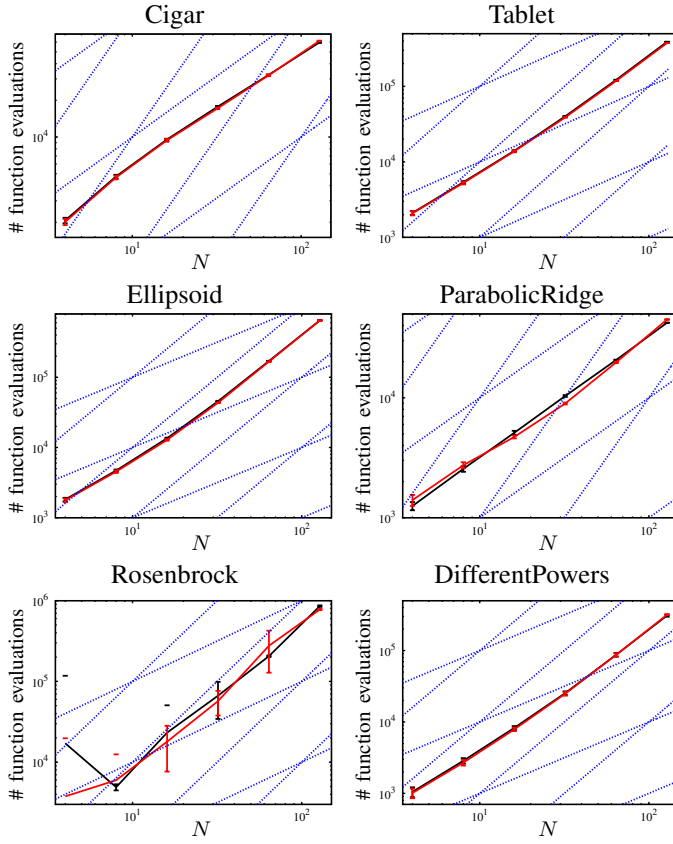 Cigar
# function evaluations
10^4
10^1
10^2
N
Tablet
# function evaluations
10^5
10^4
10^3
10^1
10^2
N
Ellipsoid
# function evaluations
10^5
10^4
10^3
10^1
10^2
N
ParabolicRidge
# function evaluations
10^4
10^3
10^1
10^2
N
Rosenbrock
# function evaluations
10^6
10^5
10^4
10^1
10^2
N
DifferentPowers
# function evaluations
10^5
10^4
10^3
10^1
10^2
N